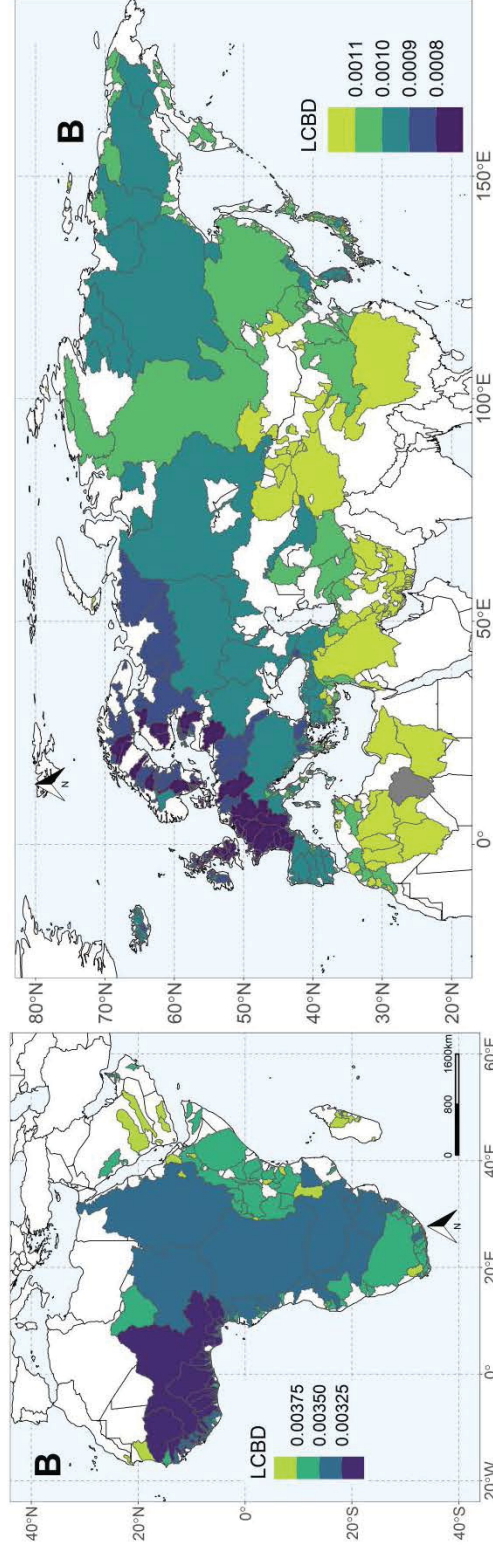 B
LCBD
0.0011
0.0010
0.0009
0.0008
80°N
70°N
60°N
50°N
40°N
30°N
20°N
0°
50°E
100°E
150°E
N
B
LCBD
0.00375
0.00350
0.00325
40°N
20°N
0°
20°S
40°S
20°W
0°
20°E
40°E
60°E
0 800 1600km
N